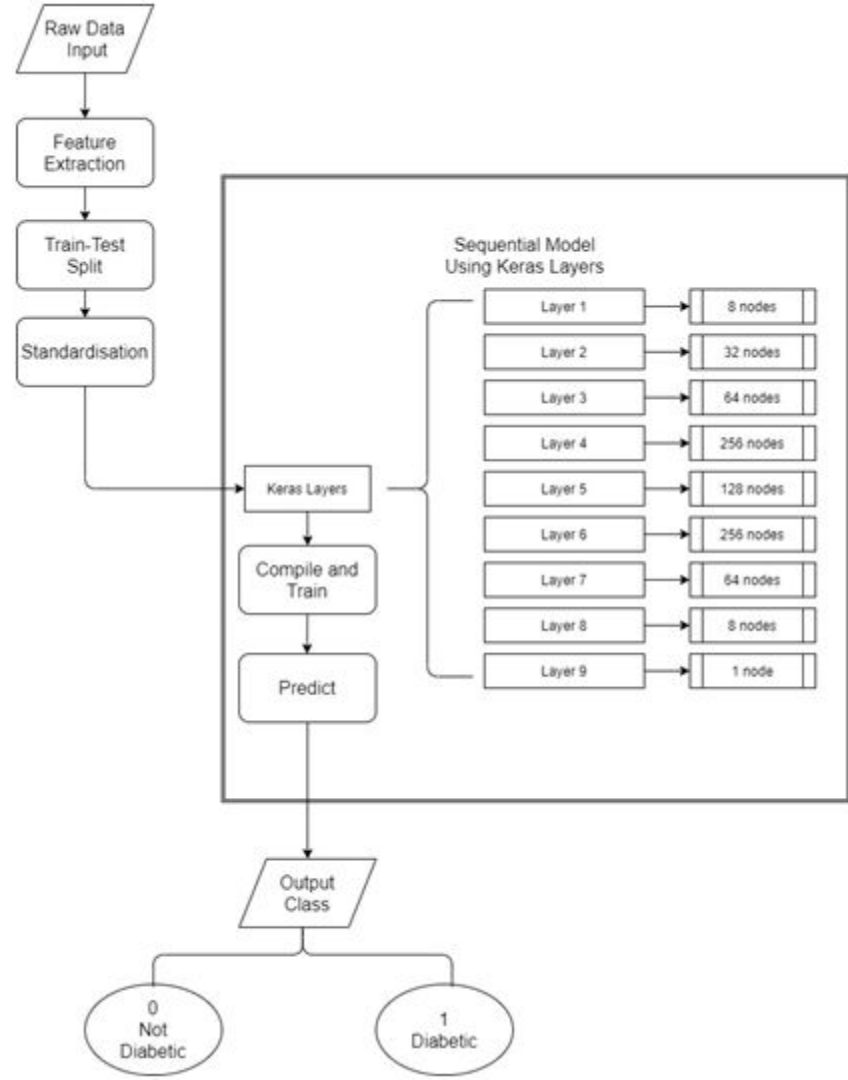 Raw Data
Input
Feature
Extraction
Train-Test
Split
Standardisation
Sequential Model
Using Keras Layers
Layer 1
8 nodes
Layer 2
32 nodes
Layer 3
64 nodes
Layer 4
256 nodes
Layer 5
128 nodes
Layer 6
256 nodes
Layer 7
64 nodes
Layer 8
8 nodes
Layer 9
1 node
Keras Layers
Compile and
Train
Predict
Output
Class
0
Not
Diabetic
1
Diabetic